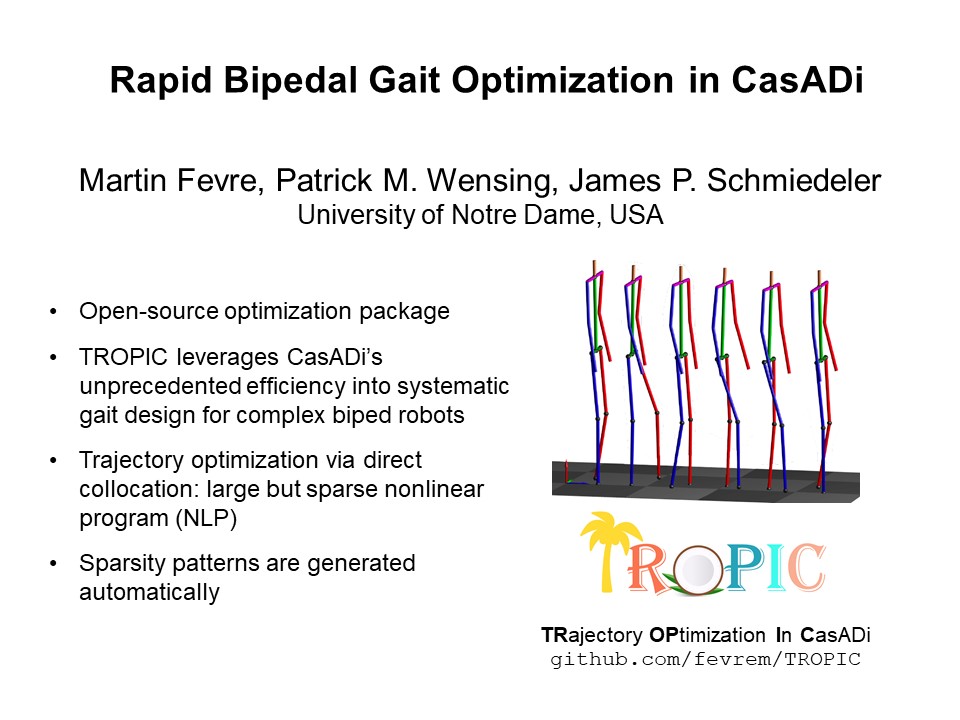 Rapid Bipedal Gait Optimization in CasADi
Martin Fevre, Patrick M. Wensing, James P. Schmiedeler
University of Notre Dame, USA
• Open-source optimization package
• TROPIC leverages CasADi’s
unprecedented efficiency into systematic
gait design for complex biped robots
• Trajectory optimization via direct
collocation: large but sparse nonlinear
program (NLP)
• Sparsity patterns are generated
automatically
TROPIC
TRajectory OPtimization In CasADi
github.com/fevrem/TROPIC